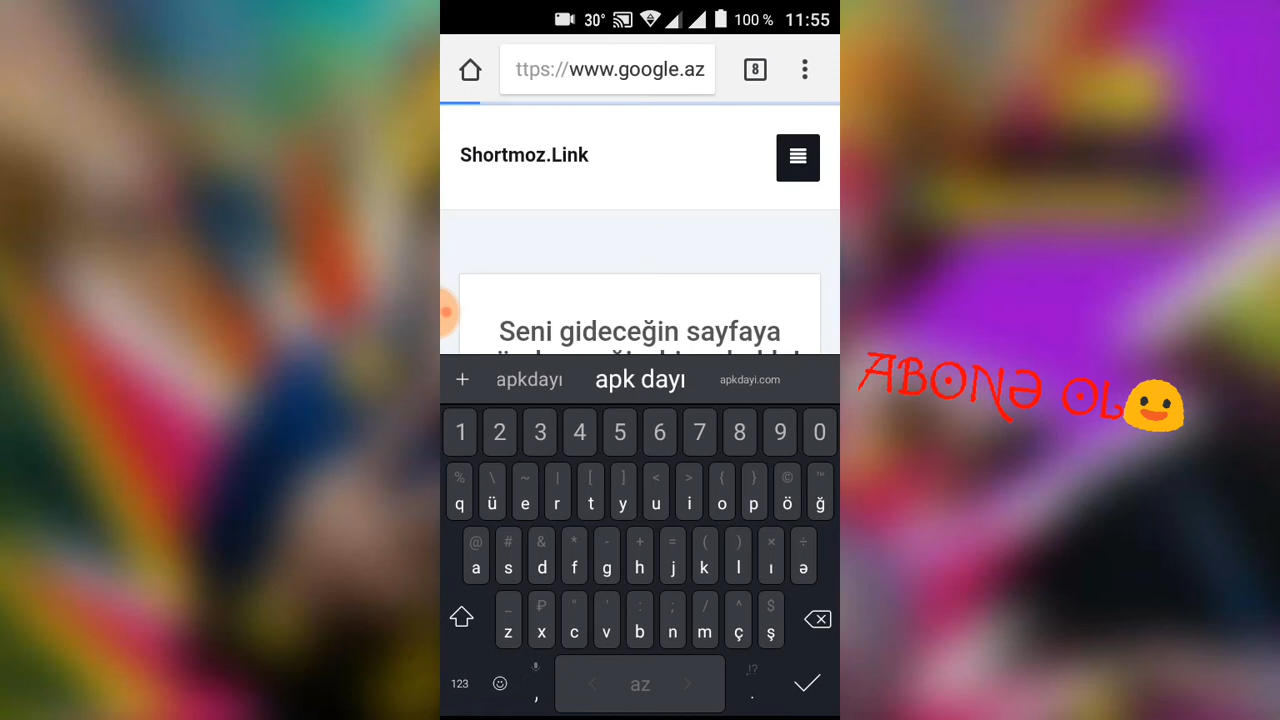 30° 100 % 11:55
ttps://www.google.az 8
Shortmoz.Link
Seni gideceğin sayfaya
+ apkdayı apk dayı apkdayi.com
ABONƏ OL
1 2 3 4 5 6 7 8 9 0
% \ ~ | [ ] < > { } © ™
q ü e r t y u i o p ö ğ
@ # & * - + = ( ) × ÷
a s d f g h j k l ı ə
_ ₽ " ' : ; / ^ $
z x c v b n m ç ş
123 , < az > ,!? .